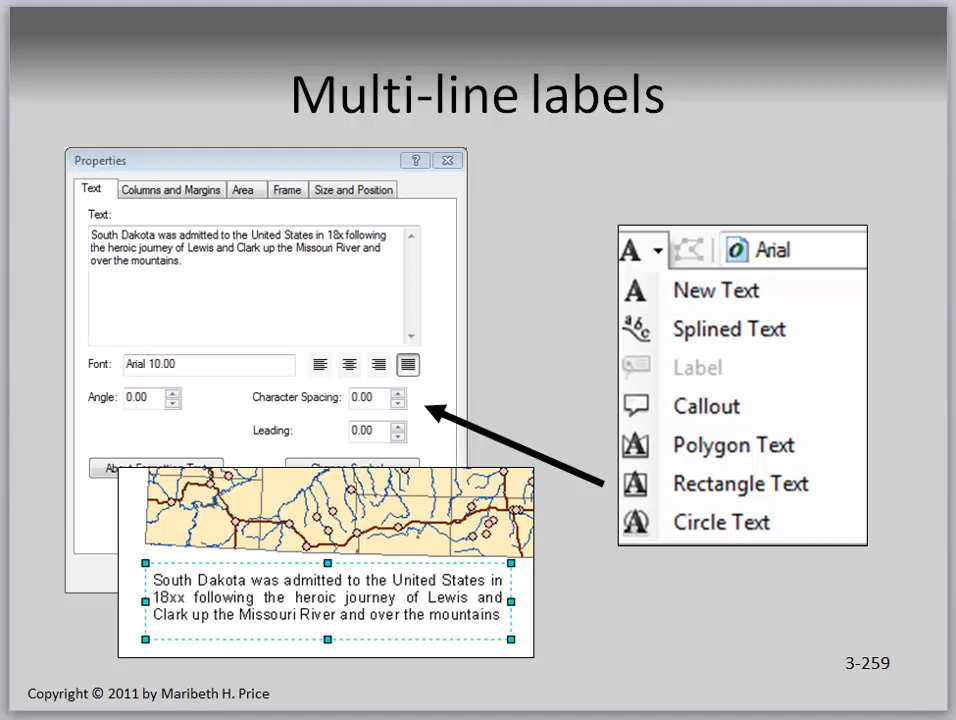 Multi-line labels
Properties
Text
Columns and Margins
Area
Frame
Size and Position
Text:
South Dakota was admitted to the United States in 18x following
the heroic journey of Lewis and Clark up the Missouri River and
over the mountains.
Font:
Arial 10.00
Angle:
0.00
Character Spacing:
0.00
Leading:
0.00
South Dakota was admitted to the United States in
18xx following the heroic journey of Lewis and
Clark up the Missouri River and over the mountains
A
Arial
New Text
Splined Text
Label
Callout
Polygon Text
Rectangle Text
Circle Text
3-259
Copyright © 2011 by Maribeth H. Price